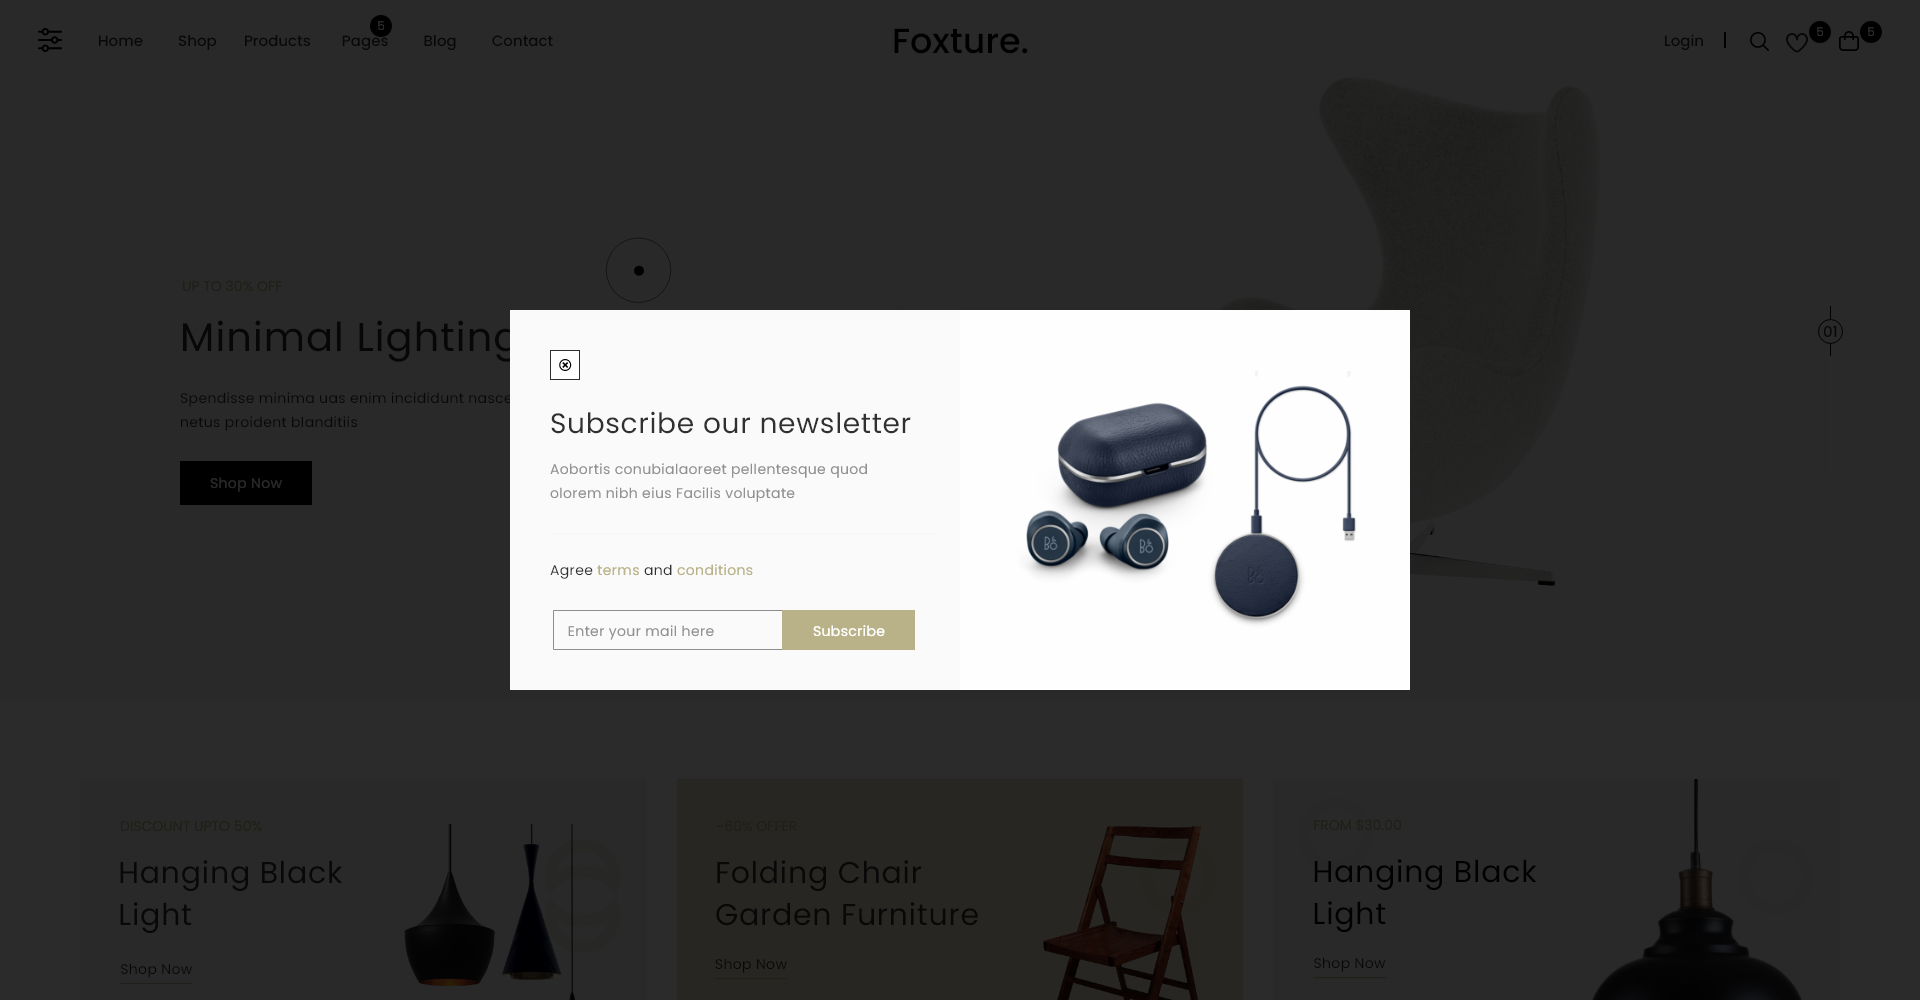 Home
Shop
Products
Pages
5
Blog
Contact
Foxture.
Login
5
5
UP TO 30% OFF
Minimal Lighting
Spendisse minima uas enim incididunt
netus proident blanditiis
Shop Now
01
Subscribe our newsletter
Aobortis conubialaoreet pellentesque quod
olorem nibh eius Facilis voluptate
Agree terms and conditions
Enter your mail here
Subscribe
B&O
B&O
B&O
DISCOUNT UPTO 50%
Hanging Black
Light
Shop Now
~60% OFFER
Folding Chair
Garden Furniture
Shop Now
FROM $30.00
Hanging Black
Light
Shop Now